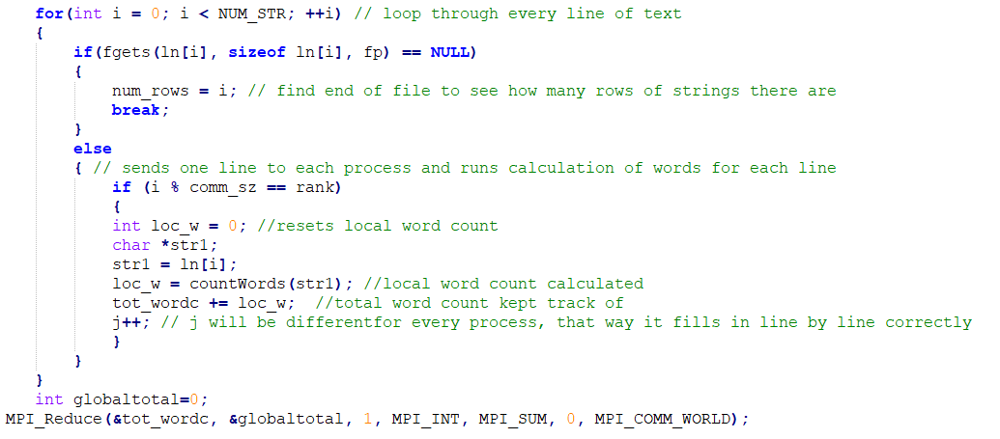 for(int i = 0; i < NUM_STR; ++i) // loop through every line of text
{
if(fgets(ln[i], sizeof ln[i], fp) == NULL)
{
num_rows = i; // find end of file to see how many rows of strings there are
break;
}
else
{ // sends one line to each process and runs calculation of words for each line
if (i % comm_sz == rank)
{
int loc_w = 0; //resets local word count
char *str1;
str1 = ln[i];
loc_w = countWords(str1); //local word count calculated
tot_wordc += loc_w;  //total word count kept track of
j++; // j will be differentfor every process, that way it fills in line by line correctly
}
}
}
int globaltotal=0;
MPI_Reduce(&tot_wordc, &globaltotal, 1, MPI_INT, MPI_SUM, 0, MPI_COMM_WORLD);